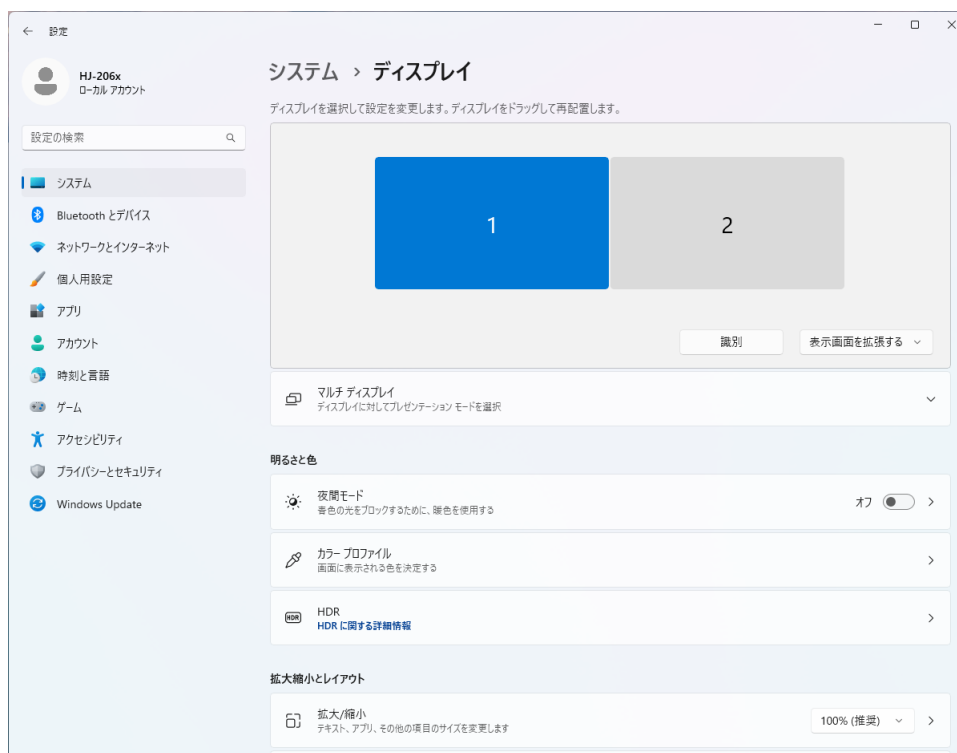 設定
HJ-206x
ローカル アカウント
設定の検索
システム
Bluetooth とデバイス
ネットワークとインターネット
個人用設定
アプリ
アカウント
時刻と言語
ゲーム
アクセシビリティ
プライバシーとセキュリティ
Windows Update
システム › ディスプレイ
ディスプレイを選択して設定を変更します。ディスプレイをドラッグして再配置します。
1
2
識別
表示画面を拡張する
マルチ ディスプレイ
ディスプレイに対してプレゼンテーション モードを選択
明るさと色
夜間モード
青色の光をブロックするために、暖色を使用する
オフ
カラー プロファイル
画面に表示される色を決定する
HDR
HDR
HDR に関する詳細情報
拡大縮小とレイアウト
拡大/縮小
テキスト、アプリ、その他の項目のサイズを変更します
100% (推奨)